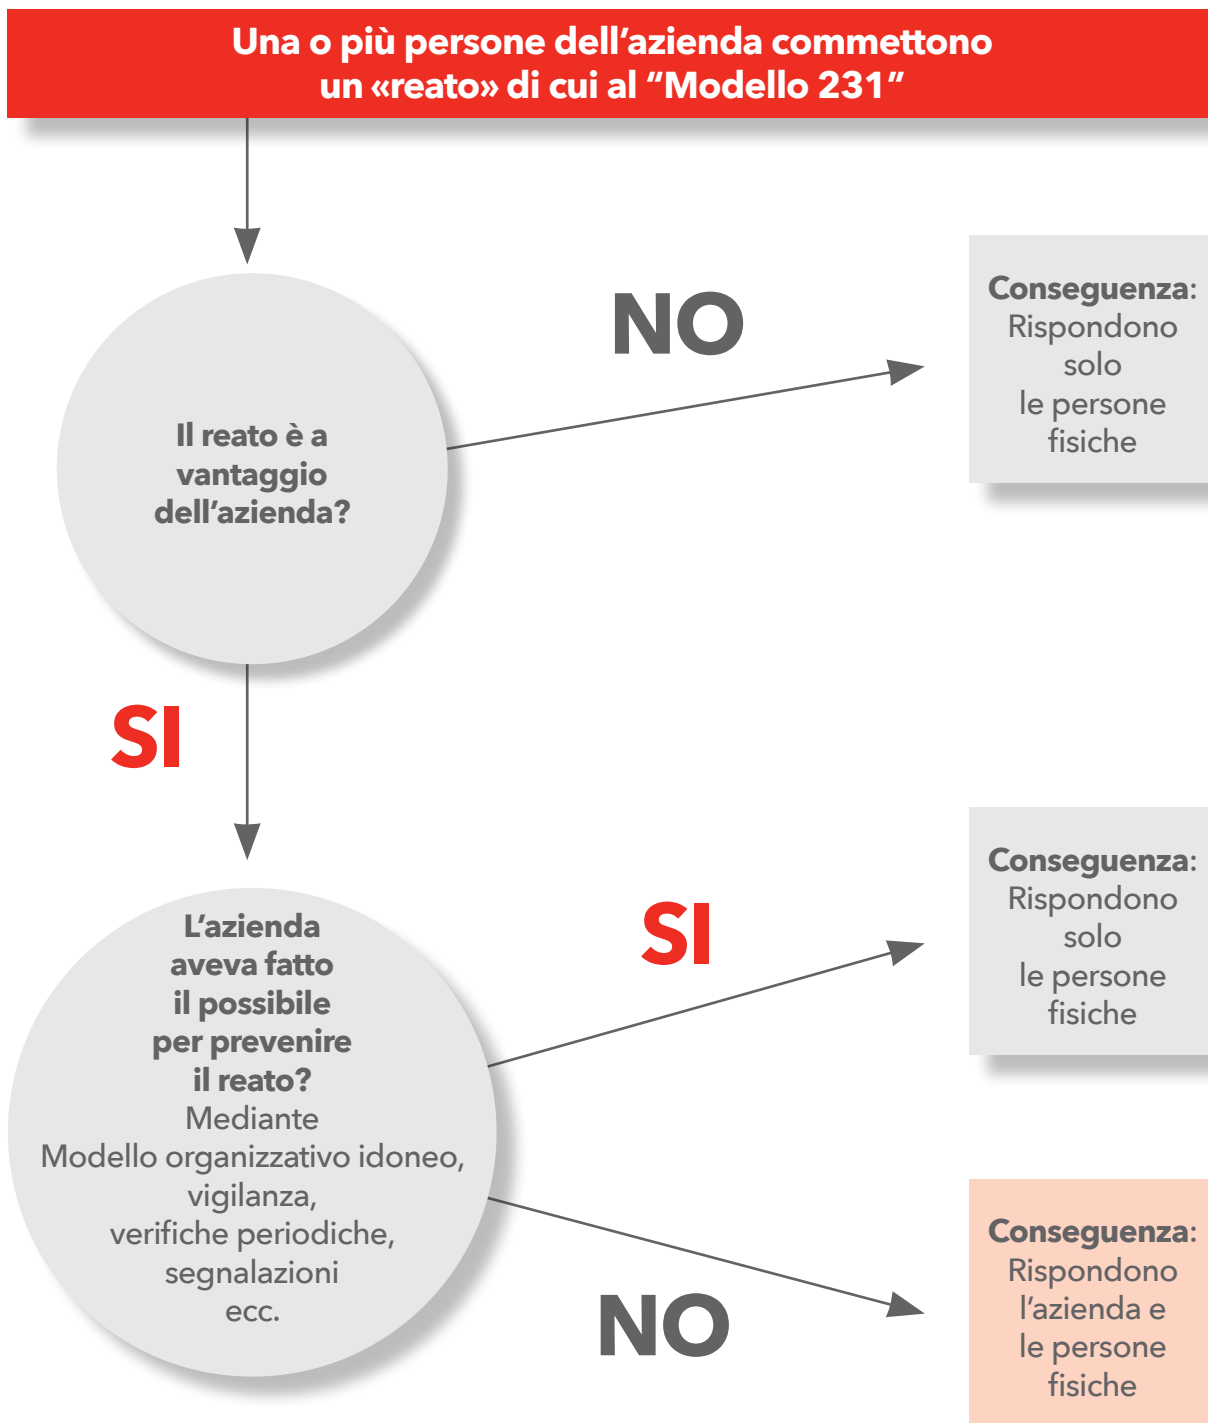 Una o più persone dell’azienda commettono
un «reato» di cui al “Modello 231”
NO
Conseguenza:
Rispondono
solo
le persone
fisiche
Il reato è a
vantaggio
dell’azienda?
SI
SI
Conseguenza:
Rispondono
solo
le persone
fisiche
L’azienda
aveva fatto
il possibile
per prevenire
il reato?
Mediante
Modello organizzativo idoneo,
vigilanza,
verifiche periodiche,
segnalazioni
ecc.
NO
Conseguenza:
Rispondono
l’azienda e
le persone
fisiche